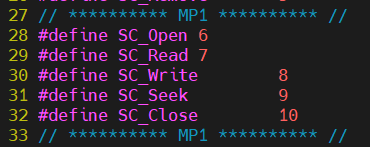 27 // ********** MP1 ********** //
28 #define SC_Open 6
29 #define SC_Read 7
30 #define SC_Write 8
31 #define SC_Seek 9
32 #define SC_Close 10
33 // ********** MP1 ********** //